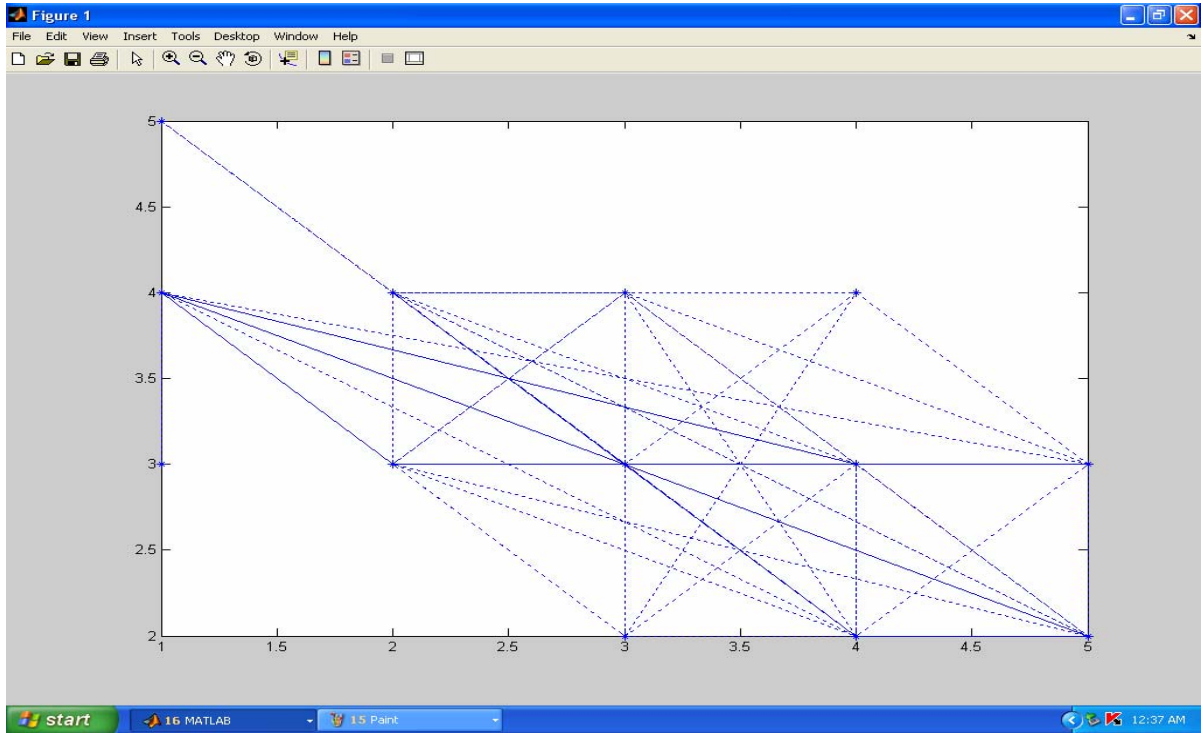 Figure 1
File Edit View Insert Tools Desktop Window Help
5
4.5
4
3.5
3
2.5
2
1 1.5 2 2.5 3 3.5 4 4.5 5
start 16 MATLAB 15 Paint 12:37 AM